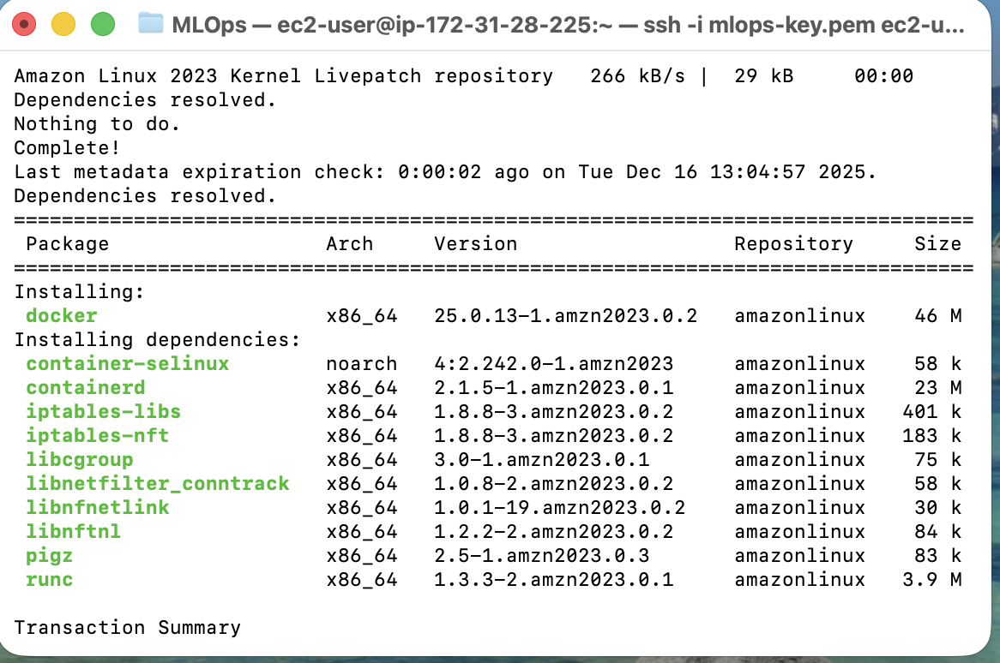 MLOps — ec2-user@ip-172-31-28-225:~ — ssh -i mlops-key.pem ec2-u...
Amazon Linux 2023 Kernel Livepatch repository   266 kB/s |  29 kB     00:00
Dependencies resolved.
Nothing to do.
Complete!
Last metadata expiration check: 0:00:02 ago on Tue Dec 16 13:04:57 2025.
Dependencies resolved.
================================================================================
 Package                  Arch     Version                  Repository     Size
================================================================================
Installing:
 docker                   x86_64   25.0.13-1.amzn2023.0.2   amazonlinux    46 M
Installing dependencies:
 container-selinux        noarch   4:2.242.0-1.amzn2023     amazonlinux    58 k
 containerd               x86_64   2.1.5-1.amzn2023.0.1     amazonlinux    23 M
 iptables-libs            x86_64   1.8.8-3.amzn2023.0.2     amazonlinux   401 k
 iptables-nft             x86_64   1.8.8-3.amzn2023.0.2     amazonlinux   183 k
 libcgroup                x86_64   3.0-1.amzn2023.0.1       amazonlinux    75 k
 libnetfilter_conntrack   x86_64   1.0.8-2.amzn2023.0.2     amazonlinux    58 k
 libnfnetlink             x86_64   1.0.1-19.amzn2023.0.2    amazonlinux    30 k
 libnftnl                 x86_64   1.2.2-2.amzn2023.0.2     amazonlinux    84 k
 pigz                     x86_64   2.5-1.amzn2023.0.3       amazonlinux    83 k
 runc                     x86_64   1.3.3-2.amzn2023.0.1     amazonlinux   3.9 M
Transaction Summary